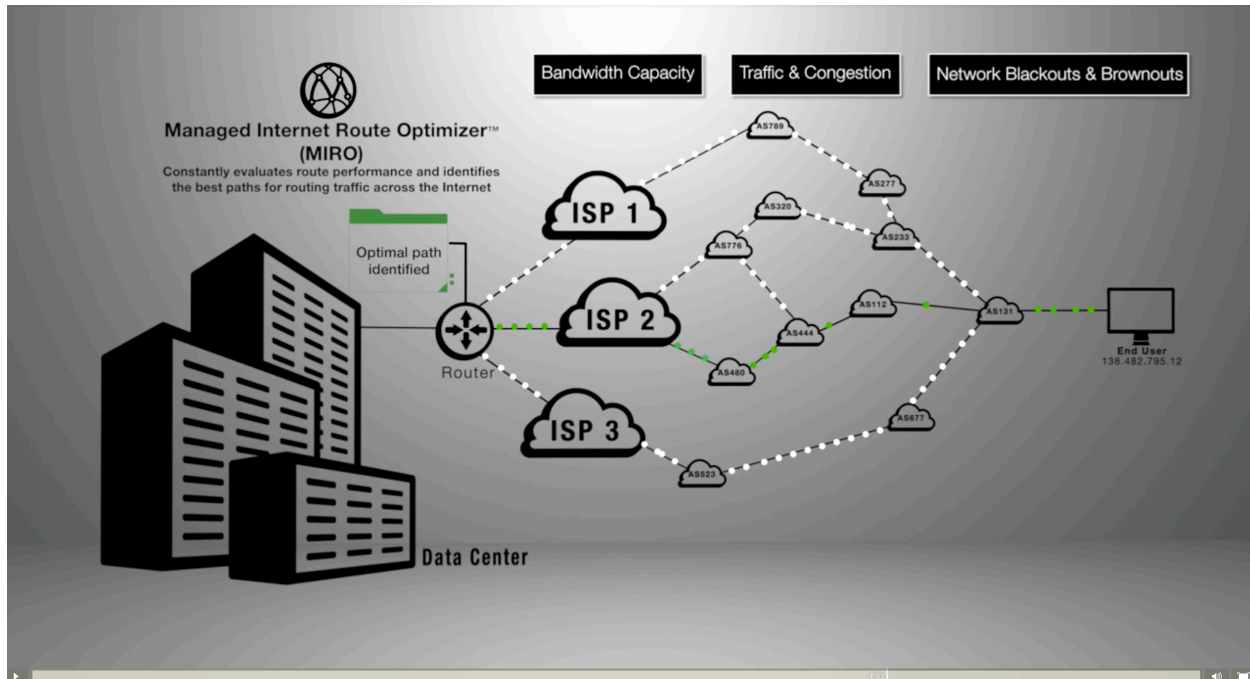 Bandwidth Capacity
Traffic & Congestion
Network Blackouts & Brownouts
Managed Internet Route Optimizer™
(MIRO)
Constantly evaluates route performance and identifies
the best paths for routing traffic across the Internet
Optimal path
identified
Router
ISP 1
ISP 2
ISP 3
AS789
AS277
AS320
AS233
AS776
AS112
AS131
AS444
AS480
AS677
AS523
End User
138.482.795.12
Data Center